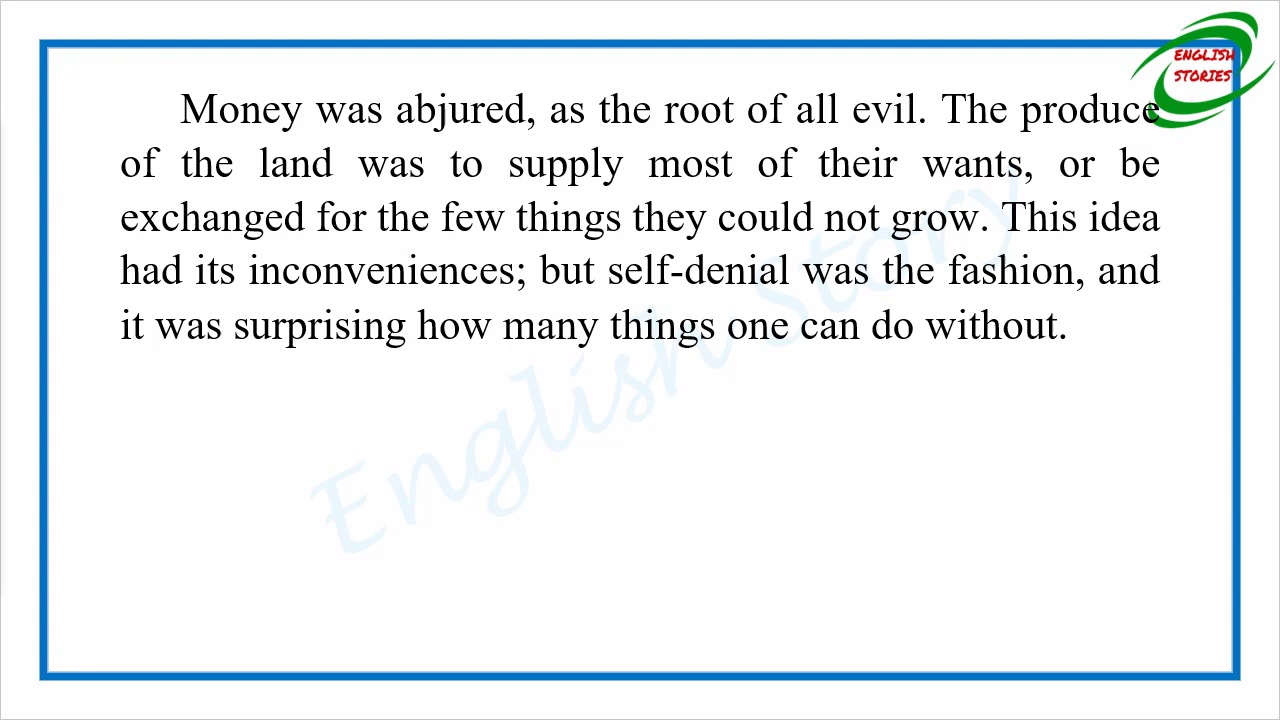 ENGLISH
STORIES
Money was abjured, as the root of all evil. The produce
of the land was to supply most of their wants, or be
exchanged for the few things they could not grow. This idea
had its inconveniences; but self-denial was the fashion, and
it was surprising how many things one can do without.
English Story